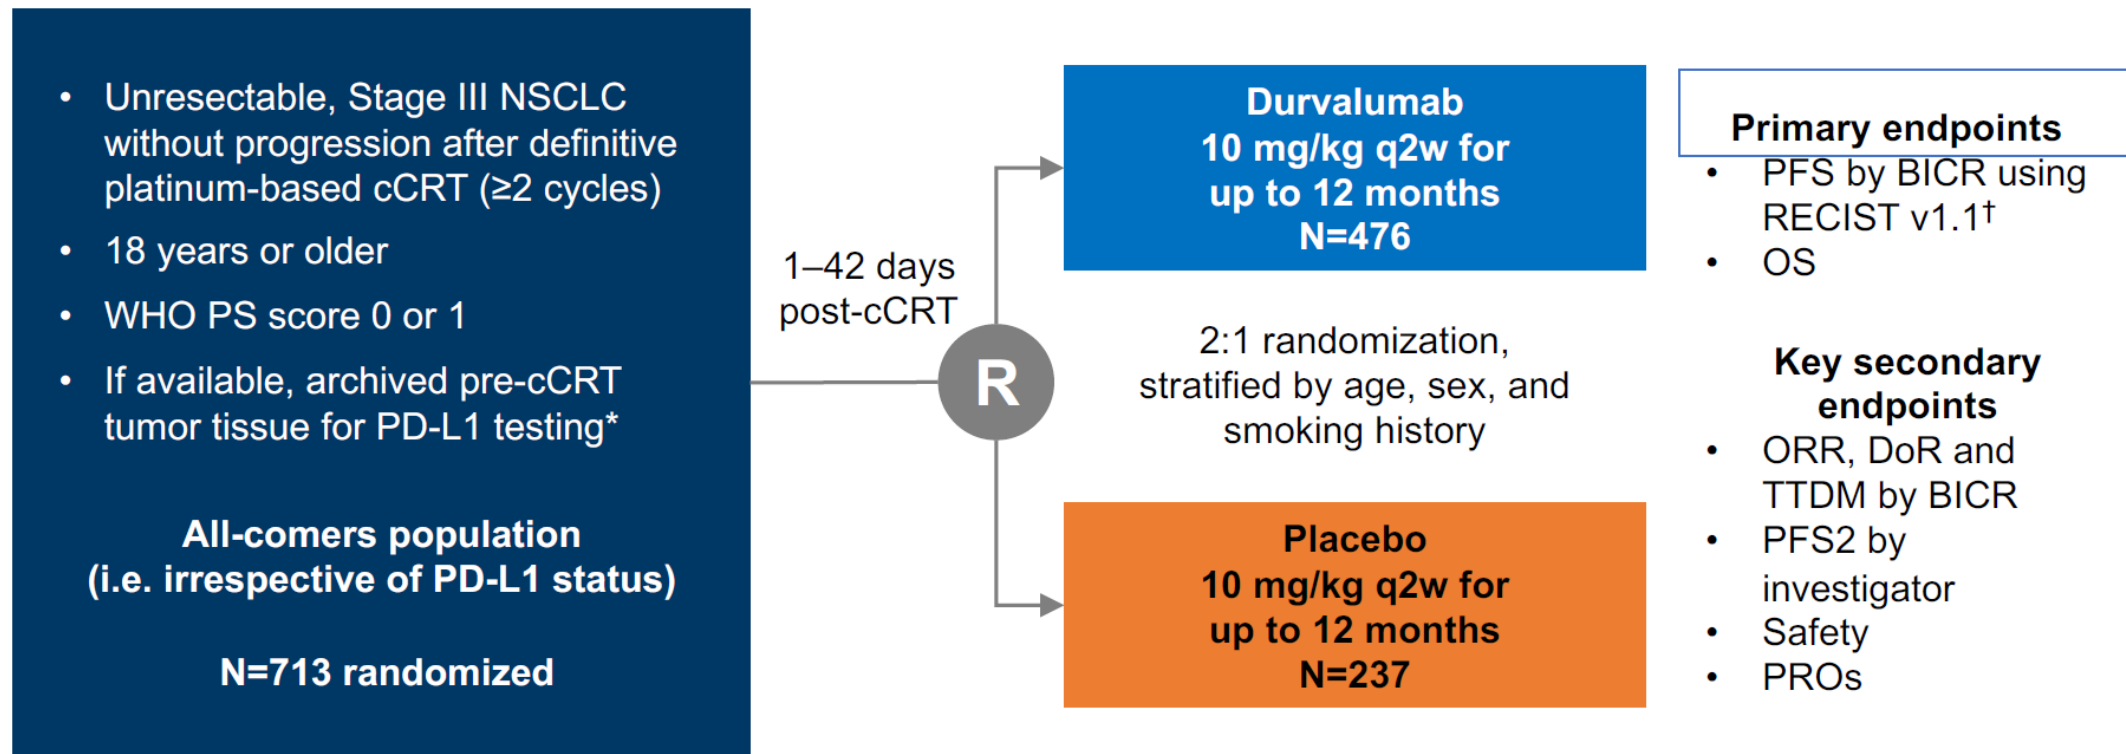 • Unresectable, Stage III NSCLC
without progression after definitive
platinum-based cCRT (≥2 cycles)
• 18 years or older
• WHO PS score 0 or 1
• If available, archived pre-cCRT
tumor tissue for PD-L1 testing*
All-comers population
(i.e. irrespective of PD-L1 status)
N=713 randomized
1–42 days
post-cCRT
R
Durvalumab
10 mg/kg q2w for
up to 12 months
N=476
2:1 randomization,
stratified by age, sex, and
smoking history
Placebo
10 mg/kg q2w for
up to 12 months
N=237
Primary endpoints
• PFS by BICR using
RECIST v1.1†
• OS
Key secondary
endpoints
• ORR, DoR and
TTDM by BICR
• PFS2 by
investigator
• Safety
• PROs